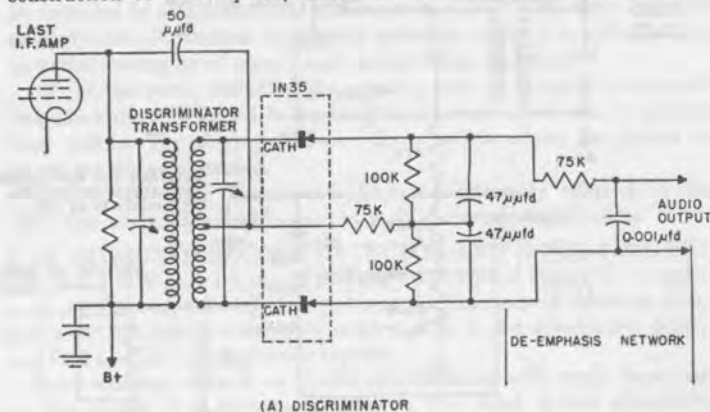 50
μμfd
LAST
I.F. AMP
IN35
DISCRIMINATOR
TRANSFORMER
CATH
75K
100K
75K
47μμfd
47μμfd
AUDIO
OUTPUT
0.001μfd
100K
CATH
DE-EMPHASIS NETWORK
B+
(A) DISCRIMINATOR